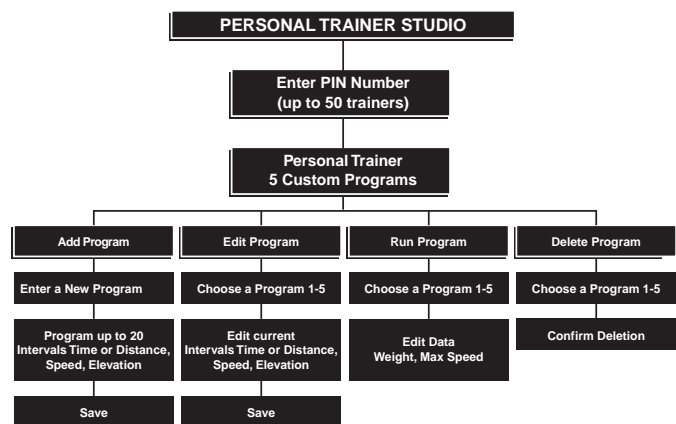 PERSONAL TRAINER STUDIO
Enter PIN Number
(up to 50 trainers)
Personal Trainer
5 Custom Programs
Add Program
Edit Program
Run Program
Delete Program
Enter a New Program
Choose a Program 1-5
Choose a Program 1-5
Choose a Program 1-5
Program up to 20
Intervals Time or Distance,
Speed, Elevation
Edit current
Intervals Time or Distance,
Speed, Elevation
Edit Data
Weight, Max Speed
Confirm Deletion
Save
Save